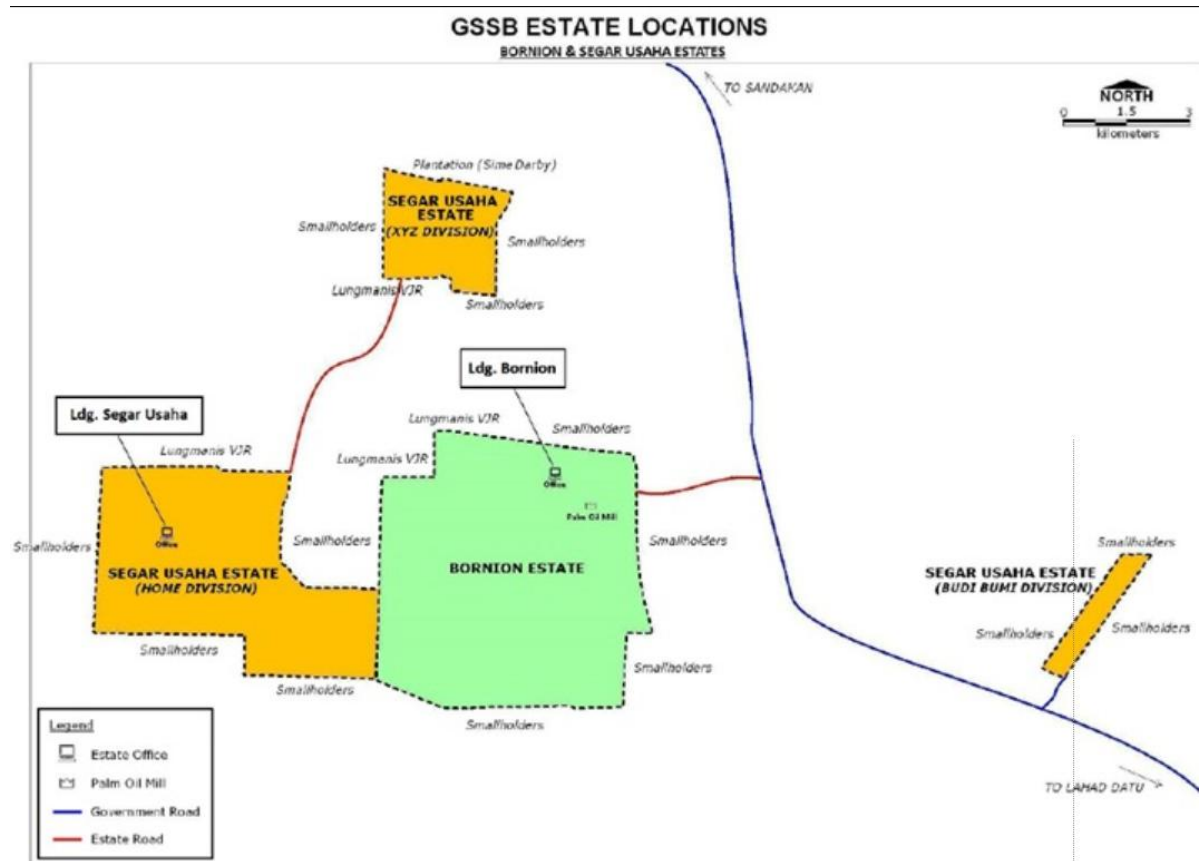 GSSB ESTATE LOCATIONS
BORNION & SEGAR USAHA ESTATES
TO SANDAKAN
NORTH
0 1.5 3
kilometers
Plantation (Sime Darby)
SEGAR USAHA
ESTATE
(XYZ DIVISION)
Smallholders
Smallholders
Lungmanis VJR
Smallholders
Ldg. Bornion
Ldg. Segar Usaha
Lungmanis VJR
Smallholders
Lungmanis VJR
Lungmanis VJR
Office
Palm Oil Mill
Office
Smallholders
Smallholders
Smallholders
SEGAR USAHA ESTATE
(HOME DIVISION)
BORNION ESTATE
Smallholders
SEGAR USAHA ESTATE
(BUDI BUMI DIVISION)
Smallholders
Smallholders
Smallholders
Smallholders
Smallholders
Smallholders
TO LAHAD DATU
Legend
Estate Office
Palm Oil Mill
Government Road
Estate Road